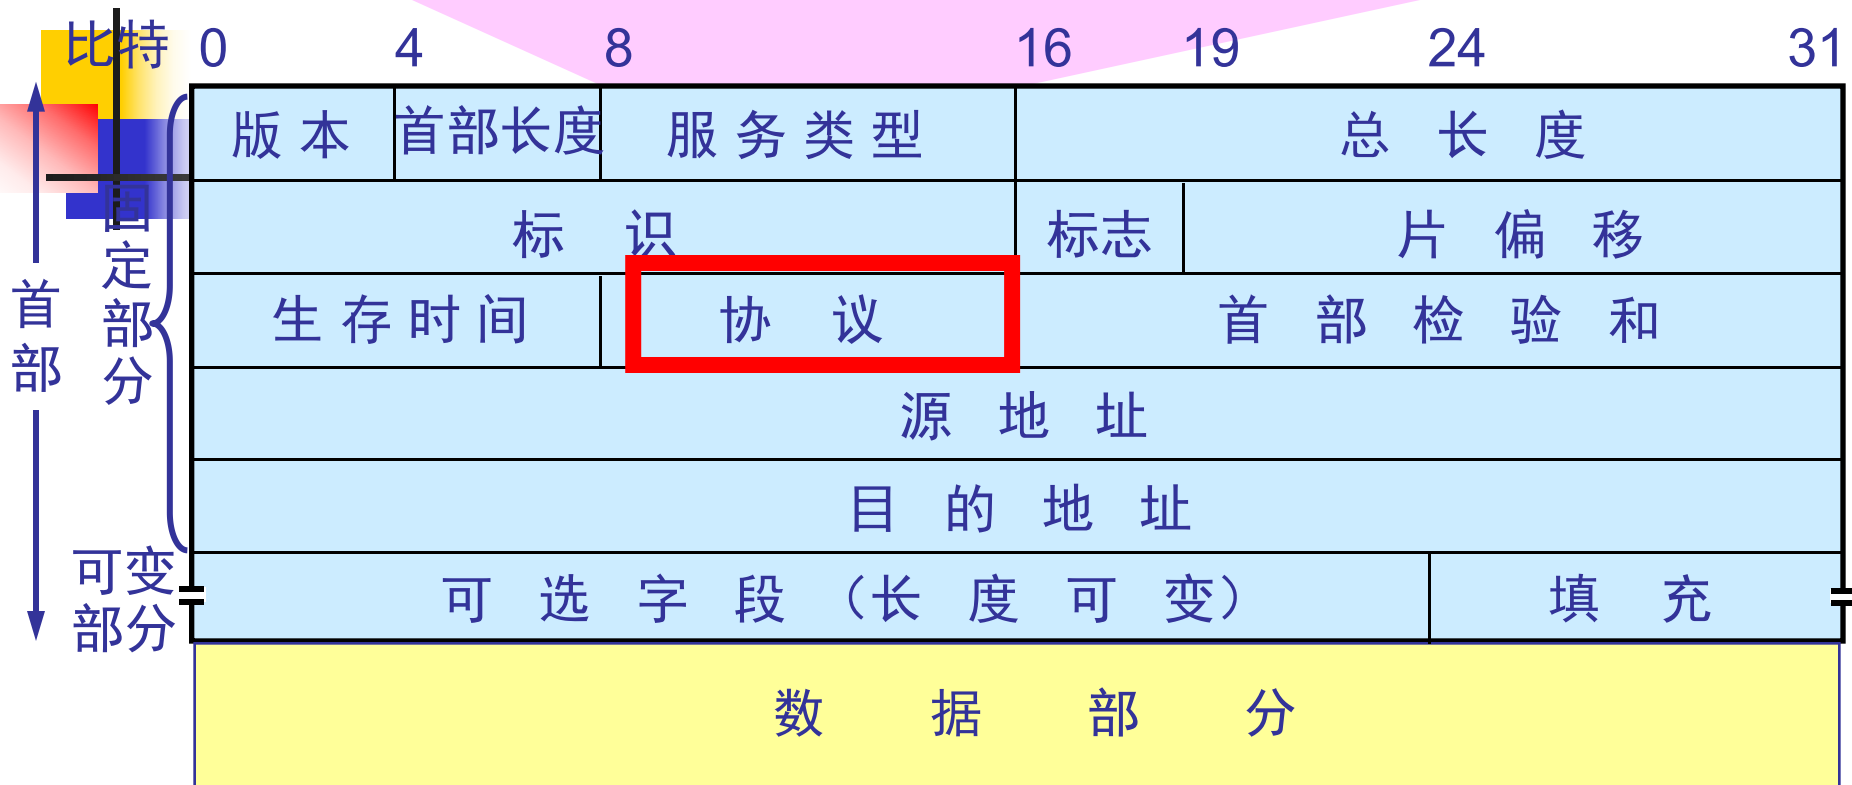 比特 0 4 8 16 19 24 31
版 本 首部长度 服 务 类 型 总 长 度
标 识 标志 片 偏 移
生 存 时 间 协 议 首 部 检 验 和
源 地 址
目 的 地 址
可 选 字 段 （长 度 可 变） 填 充
数 据 部 分
首部
固定部分
可变
部分